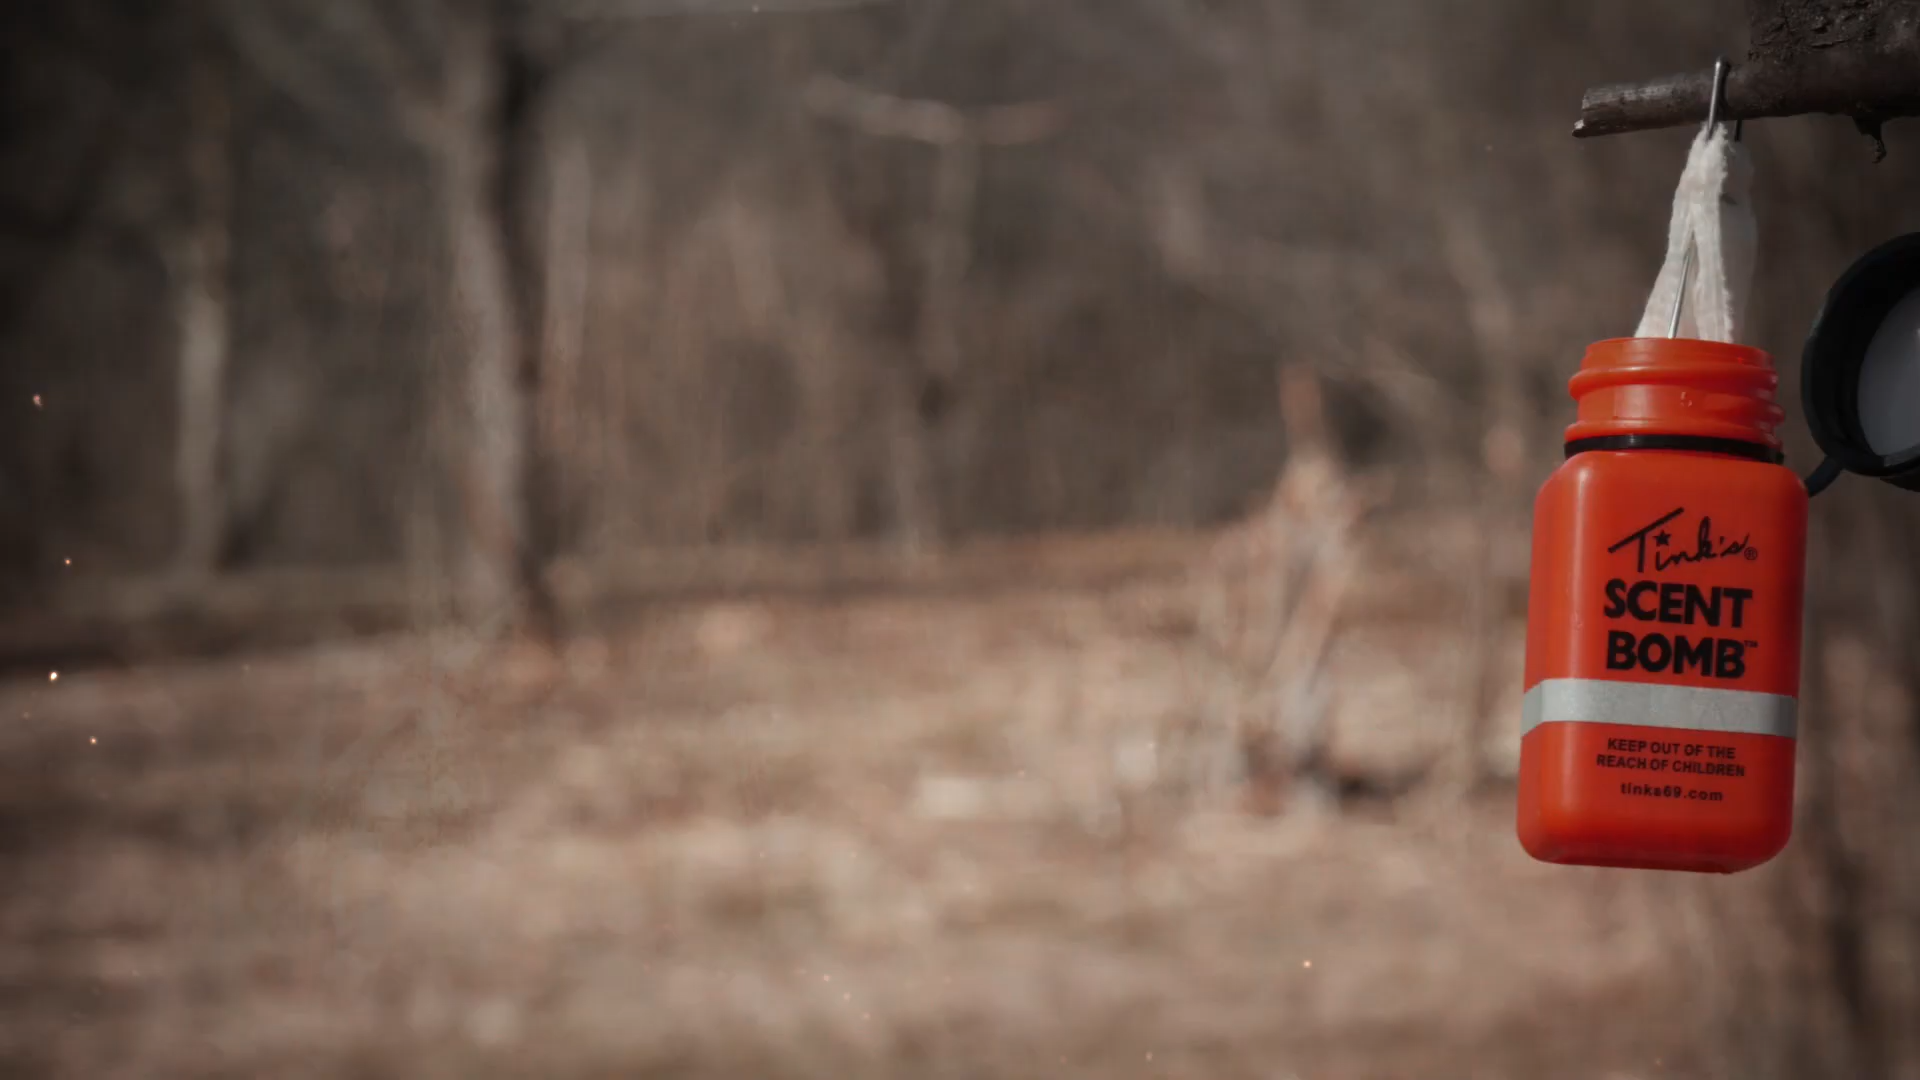 Tink's®
SCENT
BOMB™
KEEP OUT OF THE
REACH OF CHILDREN
tinks69.com